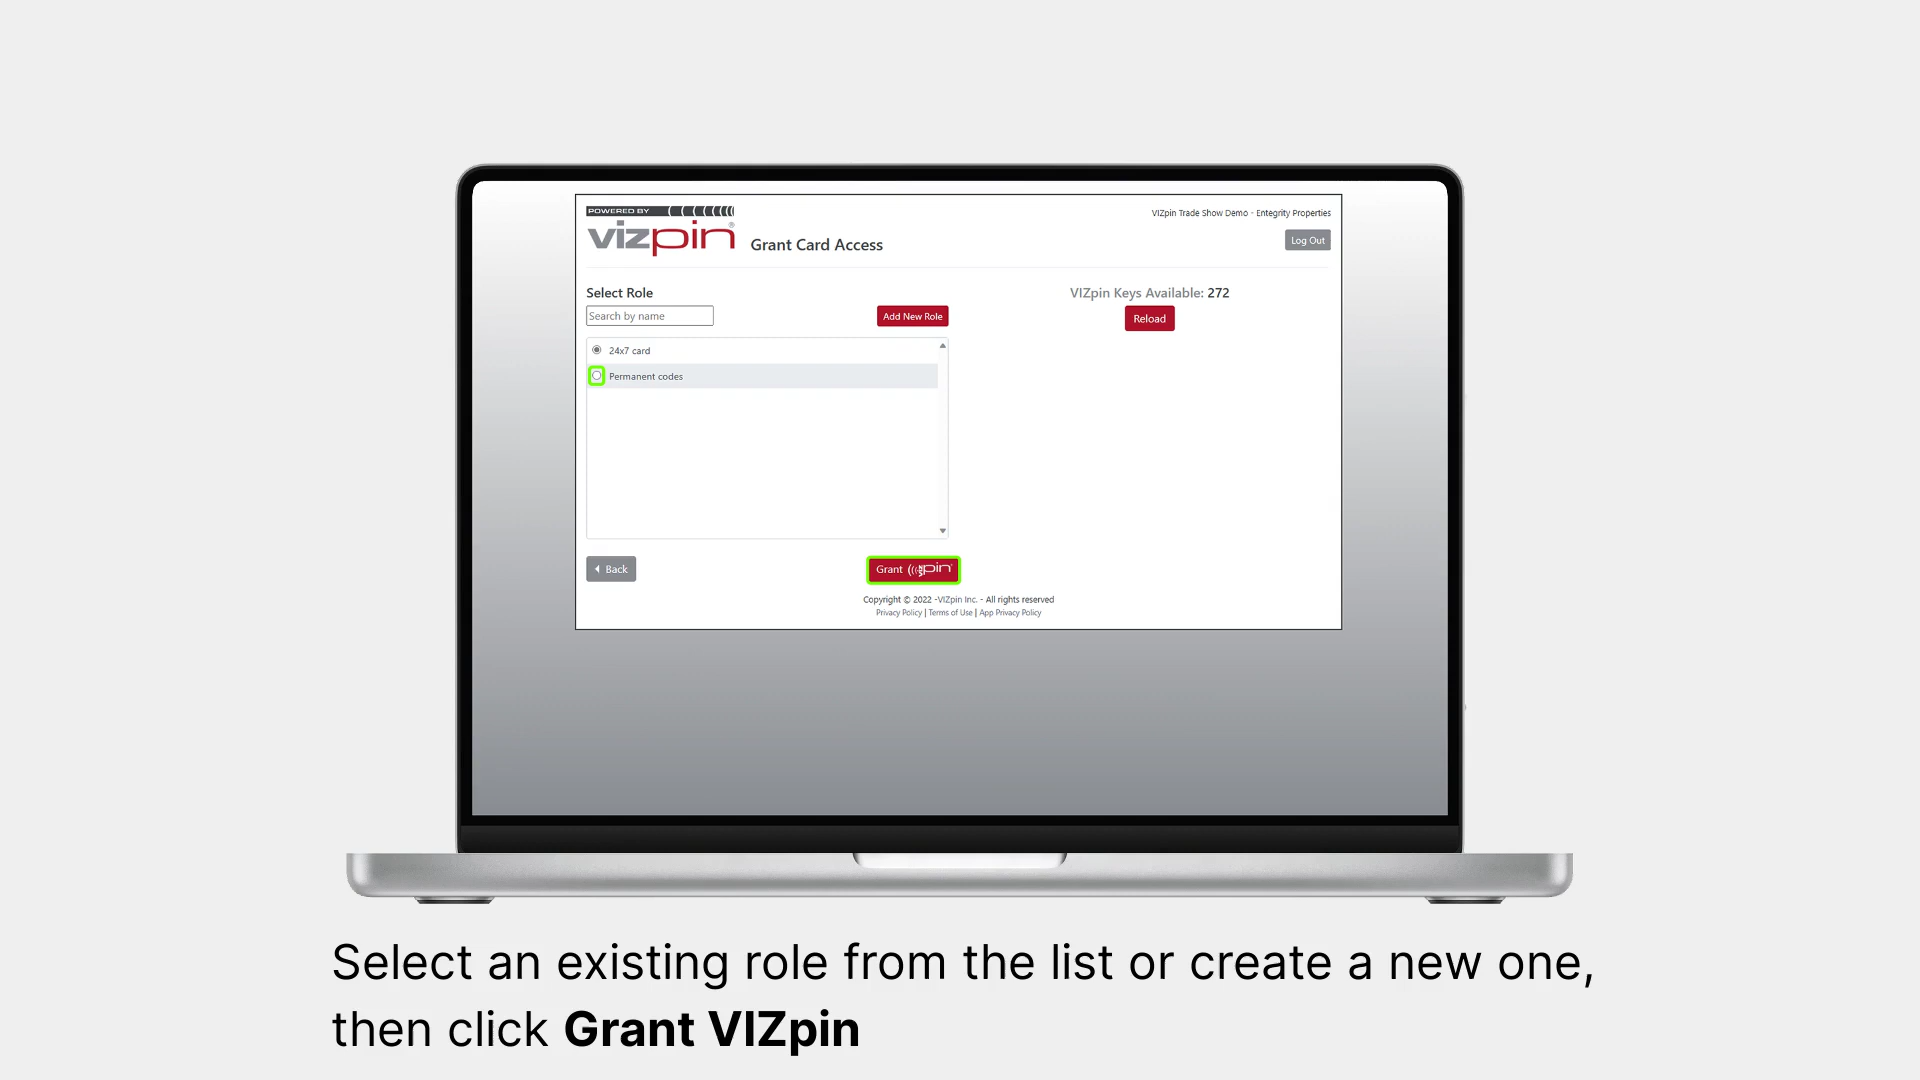 POWERED BY
vizpin®
Grant Card Access
VIZpin Trade Show Demo - Entegrity Properties
Log Out
Select Role
Search by name
Add New Role
VIZpin Keys Available: 272
Reload
24x7 card
Permanent codes
Back
Grant pin
Copyright © 2022 -VIZpin Inc. - All rights reserved
Privacy Policy | Terms of Use | App Privacy Policy
Select an existing role from the list or create a new one,
then click Grant VIZpin